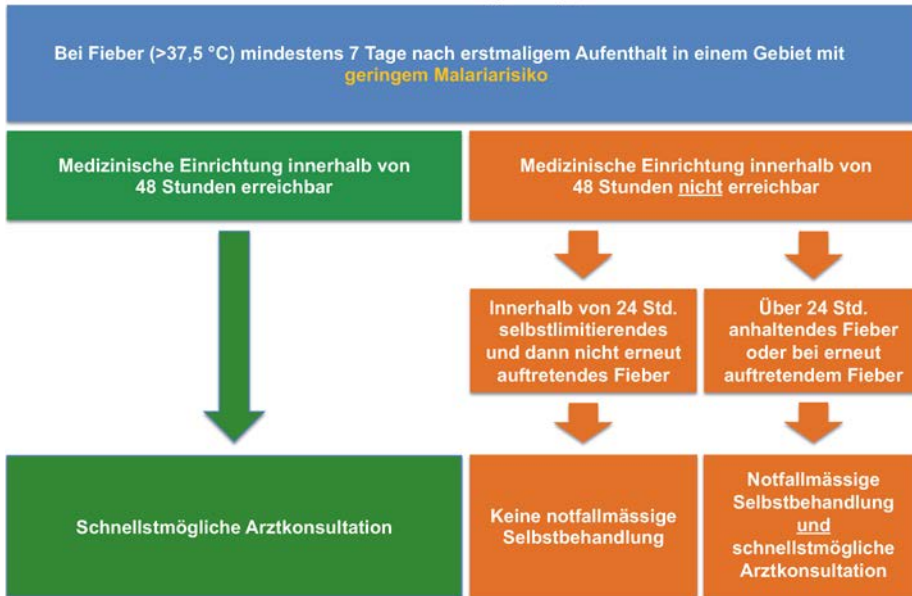 Bei Fieber (>37,5 °C) mindestens 7 Tage nach erstmaligem Aufenthalt in einem Gebiet mit
geringem Malariarisiko
Medizinische Einrichtung innerhalb von
48 Stunden erreichbar
Medizinische Einrichtung innerhalb von
48 Stunden nicht erreichbar
Innerhalb von 24 Std.
selbstlimitierendes
und dann nicht erneut
auftretendes Fieber
Über 24 Std.
anhaltendes Fieber
oder bei erneut
auftretendem Fieber
Schnellstmögliche Arztkonsultation
Keine notfallmässige
Selbstbehandlung
Notfallmässige
Selbstbehandlung
und
schnellstmögliche
Arztkonsultation